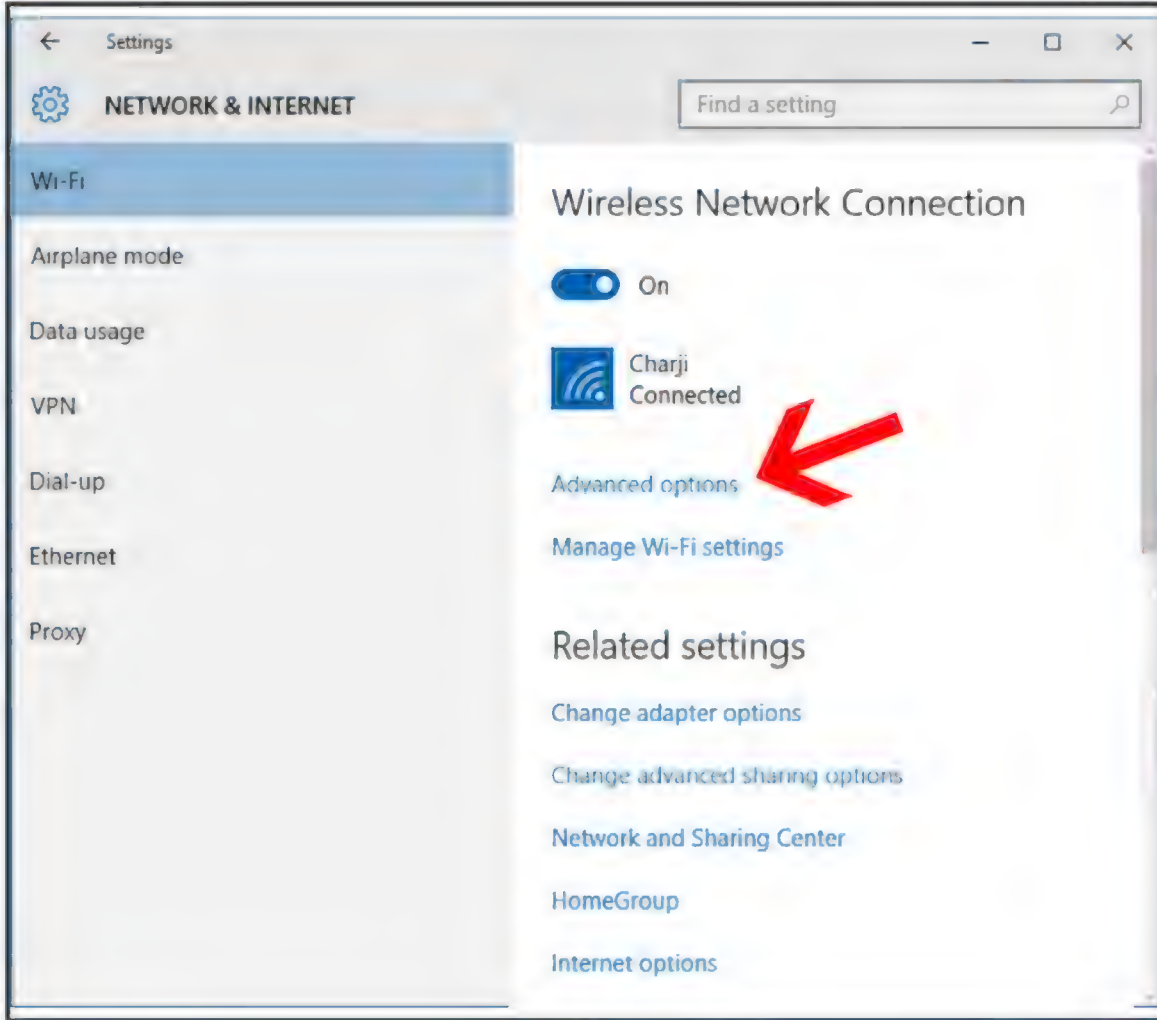 Settings
NETWORK & INTERNET
Find a setting
Wi-Fi
Airplane mode
Data usage
VPN
Dial-up
Ethernet
Proxy
Wireless Network Connection
On
Charji
Connected
Advanced options
Manage Wi-Fi settings
Related settings
Change adapter options
Change advanced sharing options
Network and Sharing Center
HomeGroup
Internet options